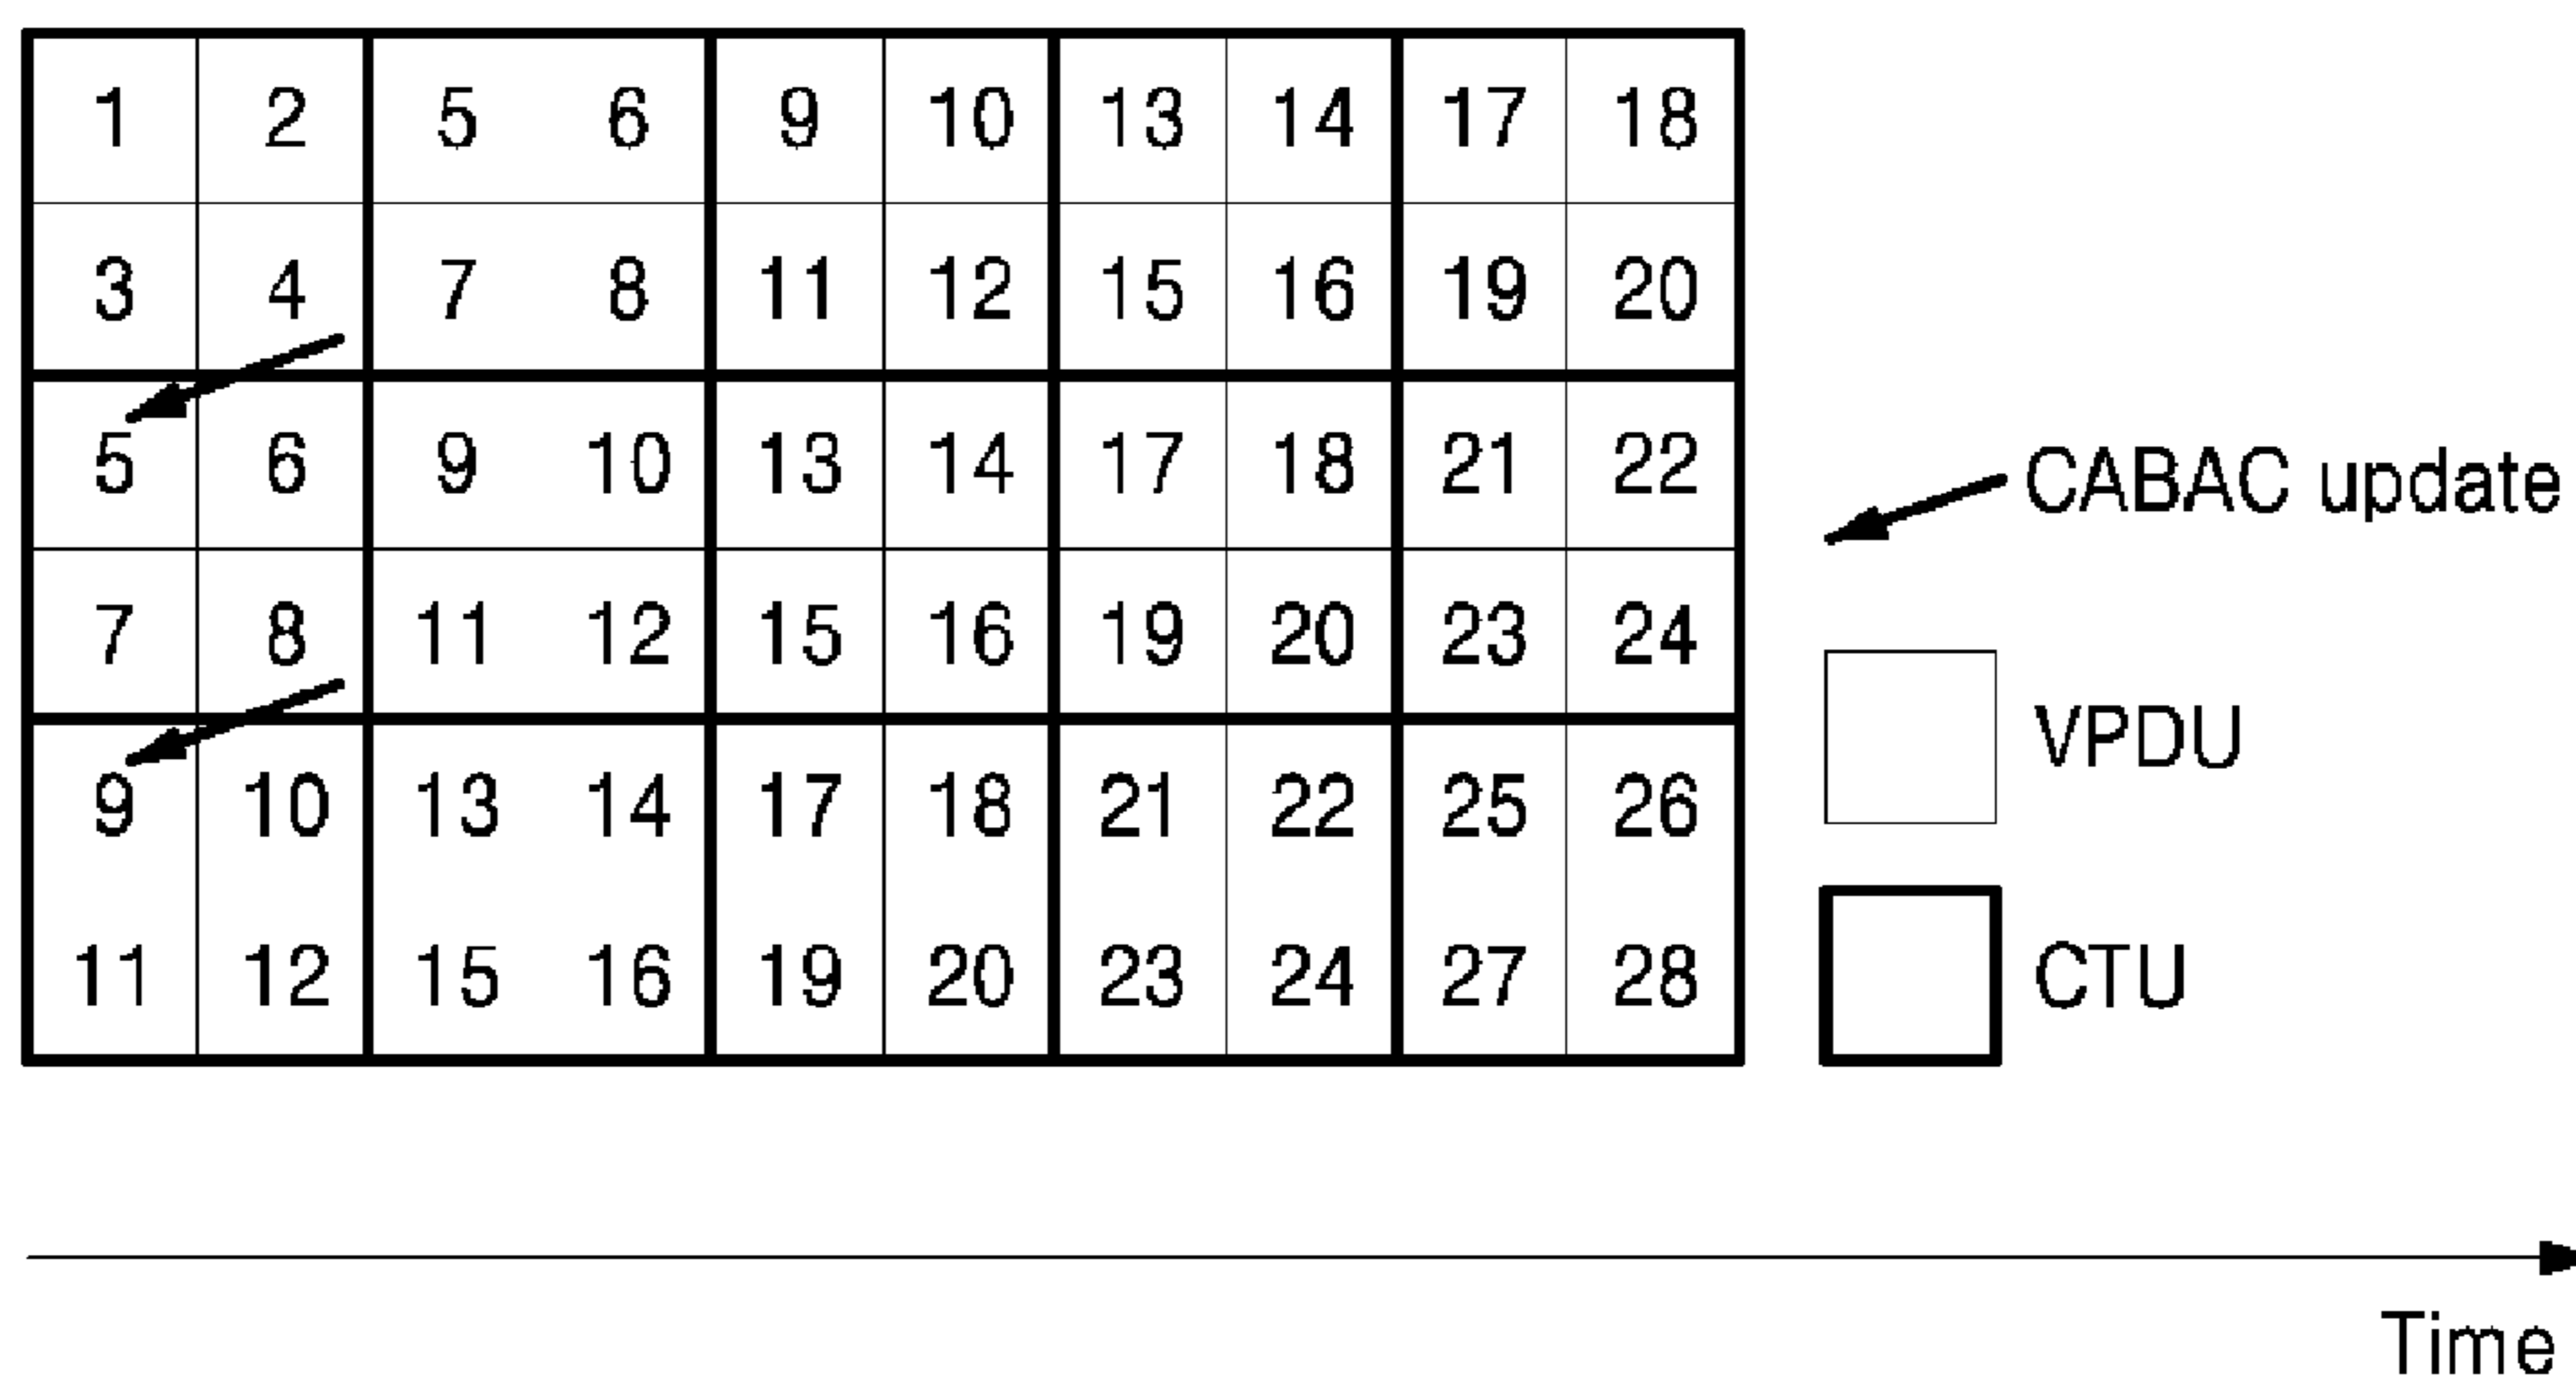 1 2 5 6 9 10 13 14 17 18
3 4 7 8 11 12 15 16 19 20
5 6 9 10 13 14 17 18 21 22
7 8 11 12 15 16 19 20 23 24
9 10 13 14 17 18 21 22 25 26
11 12 15 16 19 20 23 24 27 28
CABAC update
VPDU
CTU
Time